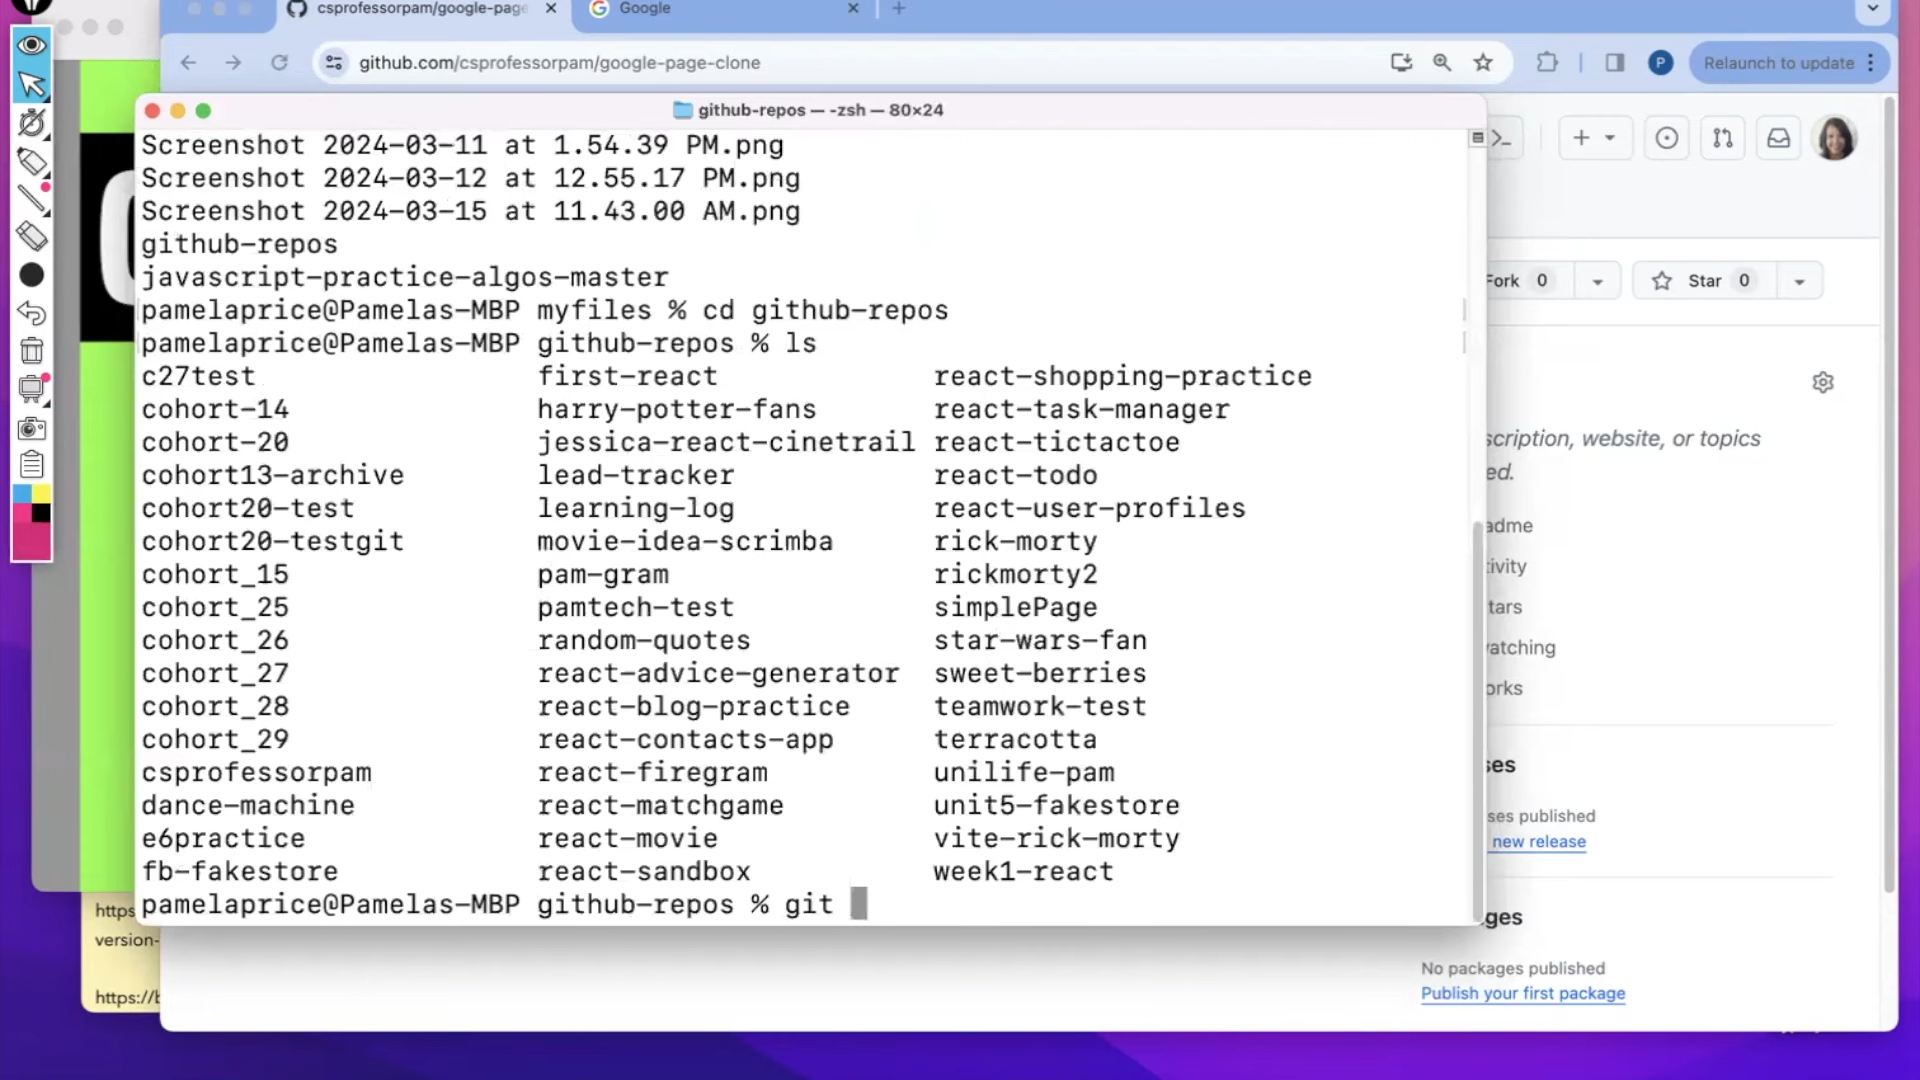 csprofessorpam/google-page
Google
github.com/csprofessorpam/google-page-clone
Relaunch to update
P
github-repos — -zsh — 80×24
Screenshot 2024-03-11 at 1.54.39 PM.png
Screenshot 2024-03-12 at 12.55.17 PM.png
Screenshot 2024-03-15 at 11.43.00 AM.png
github-repos
javascript-practice-algos-master
pamelaprice@Pamelas-MBP myfiles % cd github-repos
pamelaprice@Pamelas-MBP github-repos % ls
c27test first-react react-shopping-practice
cohort-14 harry-potter-fans react-task-manager
cohort-20 jessica-react-cinetrail react-tictactoe
cohort13-archive lead-tracker react-todo
cohort20-test learning-log react-user-profiles
cohort20-testgit movie-idea-scrimba rick-morty
cohort_15 pam-gram rickmorty2
cohort_25 pamtech-test simplePage
cohort_26 random-quotes star-wars-fan
cohort_27 react-advice-generator sweet-berries
cohort_28 react-blog-practice teamwork-test
cohort_29 react-contacts-app terracotta
csprofessorpam react-firegram unilife-pam
dance-machine react-matchgame unit5-fakestore
e6practice react-movie vite-rick-morty
fb-fakestore react-sandbox week1-react
pamelaprice@Pamelas-MBP github-repos % git
Fork 0
Star 0
scription, website, or topics
ed.
adme
ivity
tars
atching
orks
ses
ses published
new release
ges
No packages published
Publish your first package
https
version-
https://b